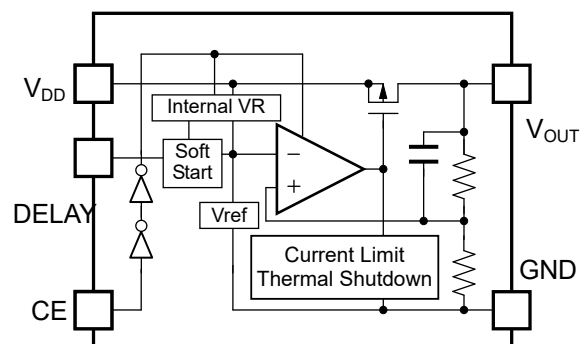 VDD
Internal VR
VOUT
Soft
Start
−
+
DELAY
Vref
Current Limit
Thermal Shutdown
GND
CE